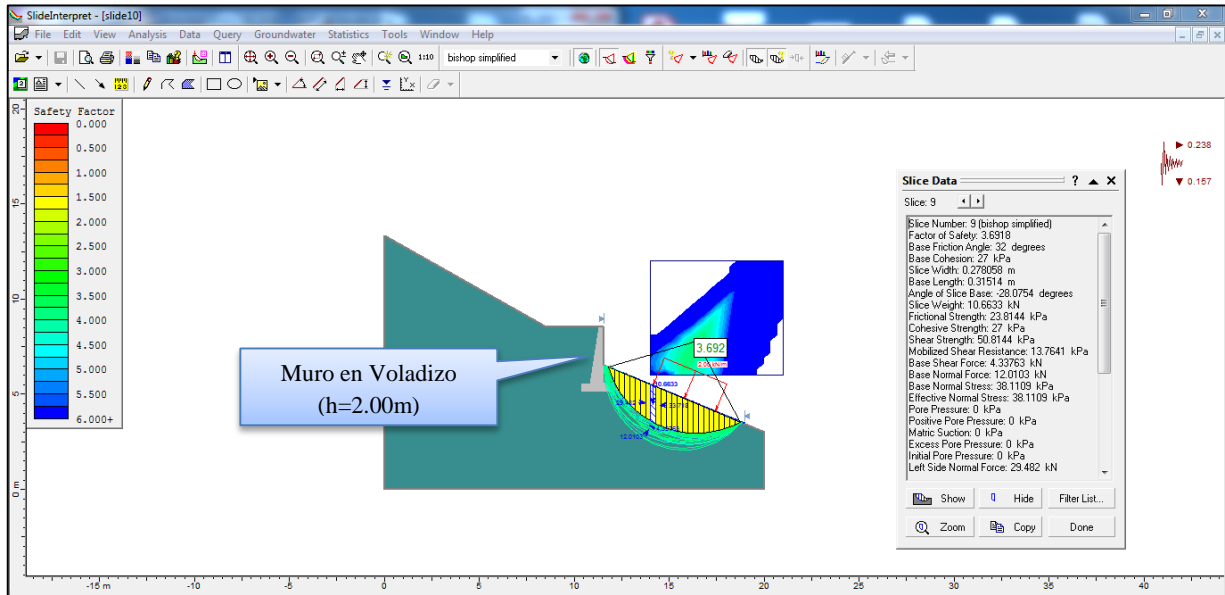 SlideInterpret - [slide10]
File Edit View Analysis Data Query Groundwater Statistics Tools Window Help
1:10 bishop simplified
Safety Factor
0.000
0.500
1.000
1.500
2.000
2.500
3.000
3.500
4.000
4.500
5.000
5.500
6.000+
20
15
10
5
0 m
0.238
0.157
Muro en Voladizo
(h=2.00m)
3.692
10.6633
29.482
12.0103
Slice Data ? X
Slice: 9
Slice Number: 9 (bishop simplified)
Factor of Safety: 3.6918
Base Friction Angle: 32 degrees
Base Cohesion: 27 kPa
Slice Width: 0.278058 m
Base Length: 0.31514 m
Angle of Slice Base: -28.0754 degrees
Slice Weight: 10.6633 kN
Frictional Strength: 23.8144 kPa
Cohesive Strength: 27 kPa
Shear Strength: 50.8144 kPa
Mobilized Shear Resistance: 13.7641 kPa
Base Shear Force: 4.33763 kN
Base Normal Force: 12.0103 kN
Base Normal Stress: 38.1109 kPa
Effective Normal Stress: 38.1109 kPa
Pore Pressure: 0 kPa
Positive Pore Pressure: 0 kPa
Matric Suction: 0 kPa
Excess Pore Pressure: 0 kPa
Initial Pore Pressure: 0 kPa
Left Side Normal Force: 29.482 kN
Show Hide Filter List...
Zoom Copy Done
-15 m -10 -5 0 5 10 15 20 25 30 35 40